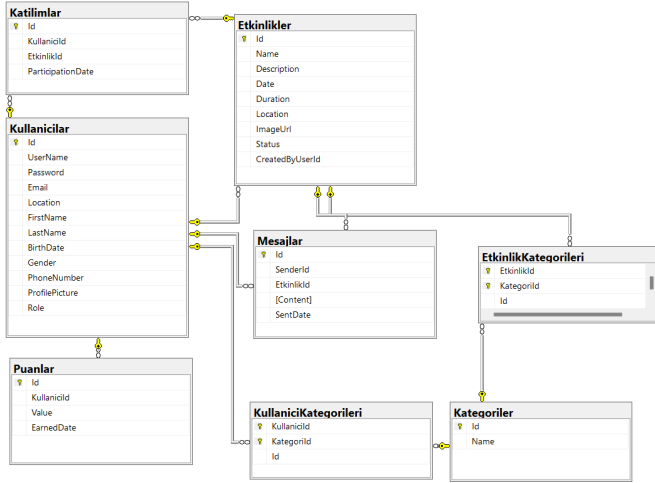 Katilimlar
Id
KullaniciId
EtkinlikId
ParticipationDate
Etkinlikler
Id
Name
Description
Date
Duration
Location
ImageUrl
Status
CreatedByUserId
Kullanicilar
Id
UserName
Password
Email
Location
FirstName
LastName
BirthDate
Gender
PhoneNumber
ProfilePicture
Role
Mesajlar
Id
SenderId
EtkinlikId
[Content]
SentDate
EtkinlikKategorileri
EtkinlikId
KategoriId
Id
Puanlar
Id
KullaniciId
Value
EarnedDate
KullaniciKategorileri
KullaniciId
KategoriId
Id
Kategoriler
Id
Name